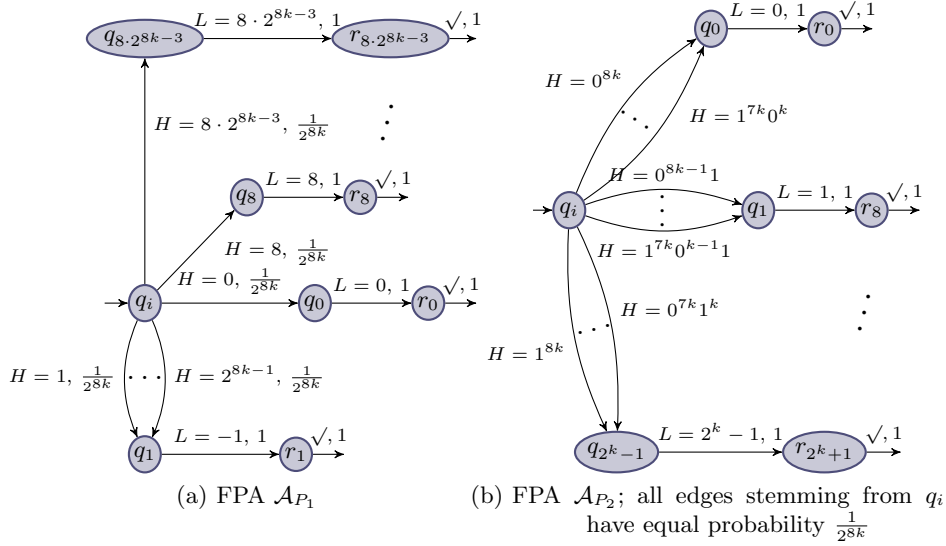 q_{8·2^{8k−3}} L = 8 · 2^{8k−3}, 1 r_{8·2^{8k−3}} √, 1
H = 8 · 2^{8k−3}, \frac{1}{2^{8k}}
q_8 L = 8, 1 r_8 √, 1
H = 8, \frac{1}{2^{8k}}
H = 0, \frac{1}{2^{8k}}
q_i q_0 L = 0, 1 r_0 √, 1
H = 1, \frac{1}{2^{8k}} H = 2^{8k−1}, \frac{1}{2^{8k}}
q_1 L = −1, 1 r_1 √, 1
(a) FPA 𝒜_{P_1}
q_0 L = 0, 1 r_0 √, 1
H = 0^{8k}
H = 1^{7k}0^k
H = 0^{8k−1}1
q_i q_1 L = 1, 1 r_8 √, 1
H = 1^{7k}0^{k−1}1
H = 0^{7k}1^k
H = 1^{8k}
q_{2^k−1} L = 2^k − 1, 1 r_{2^k+1} √, 1
(b) FPA 𝒜_{P_2}; all edges stemming from q_i
have equal probability \frac{1}{2^{8k}}